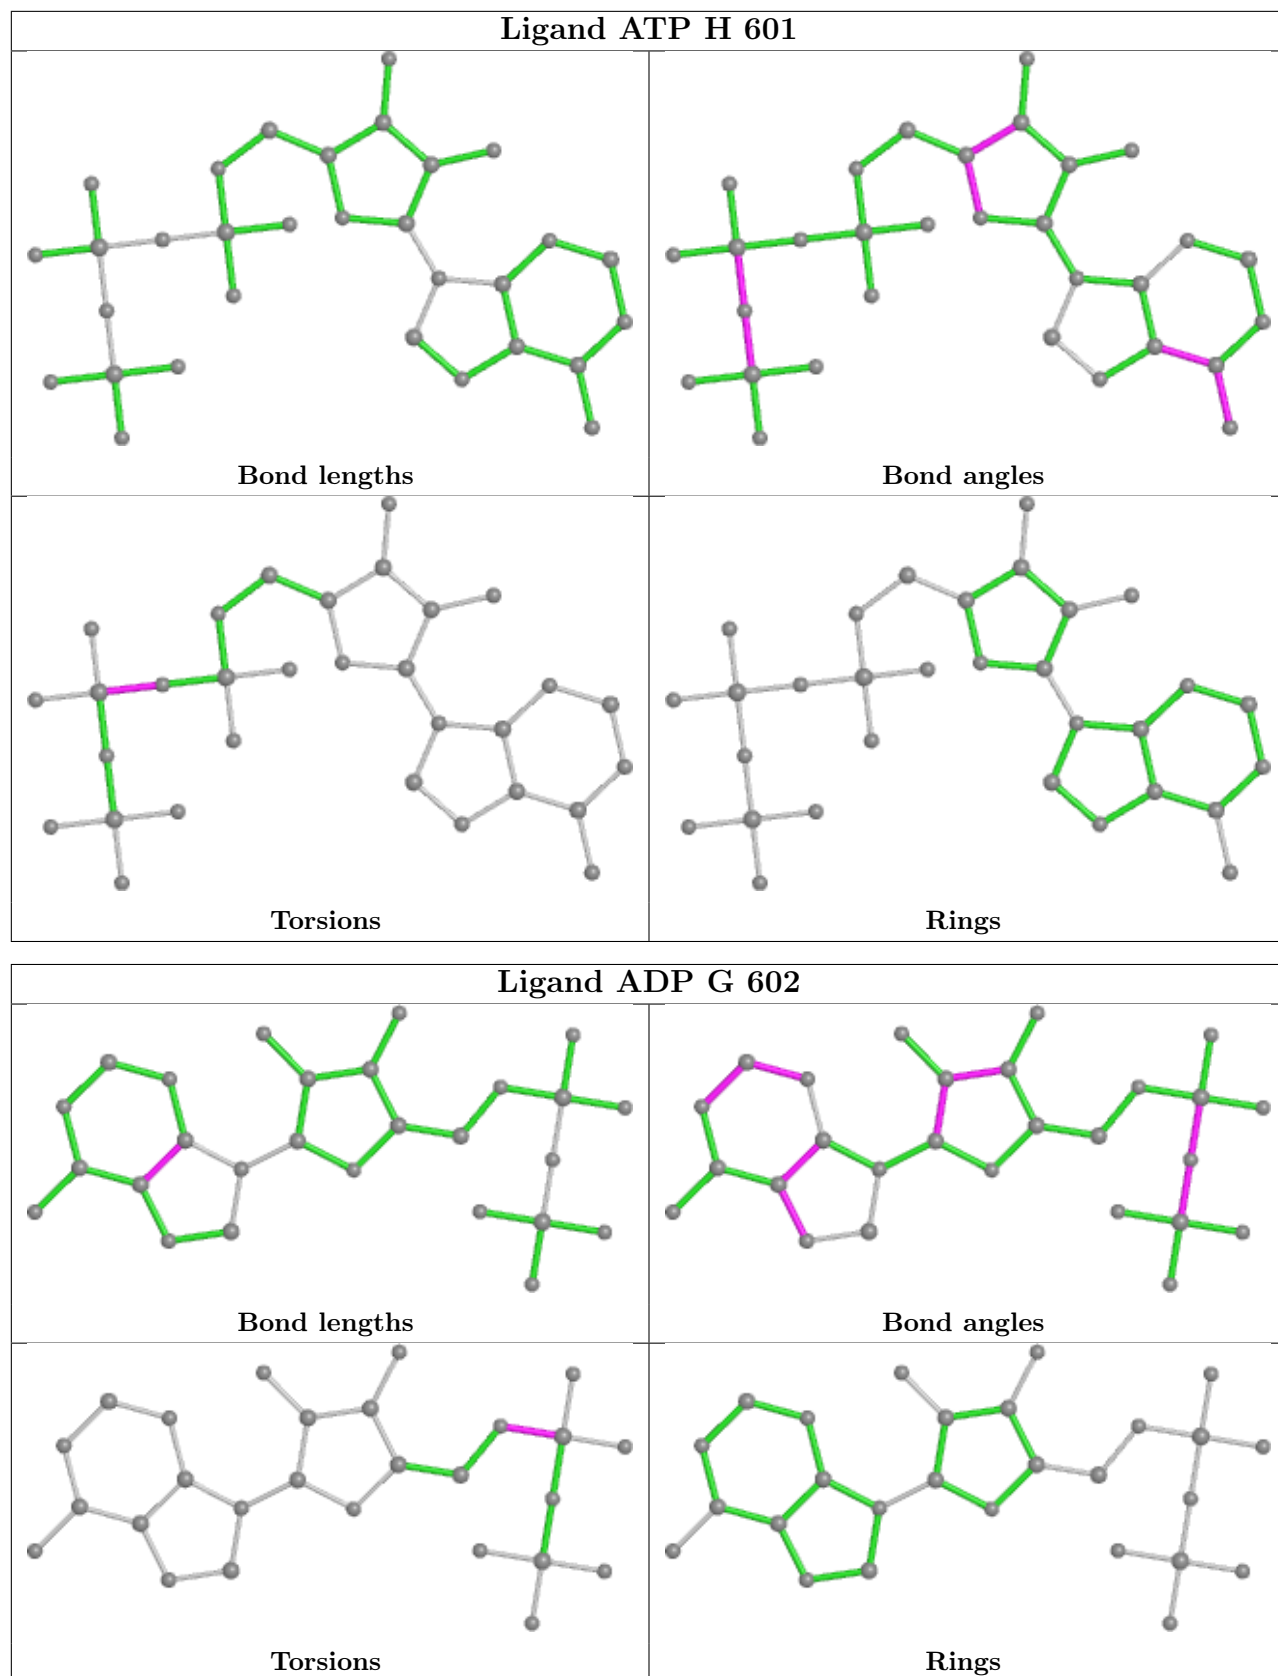 Ligand ATP H 601
Bond lengths
Bond angles
Torsions
Rings
Ligand ADP G 602
Bond lengths
Bond angles
Torsions
Rings